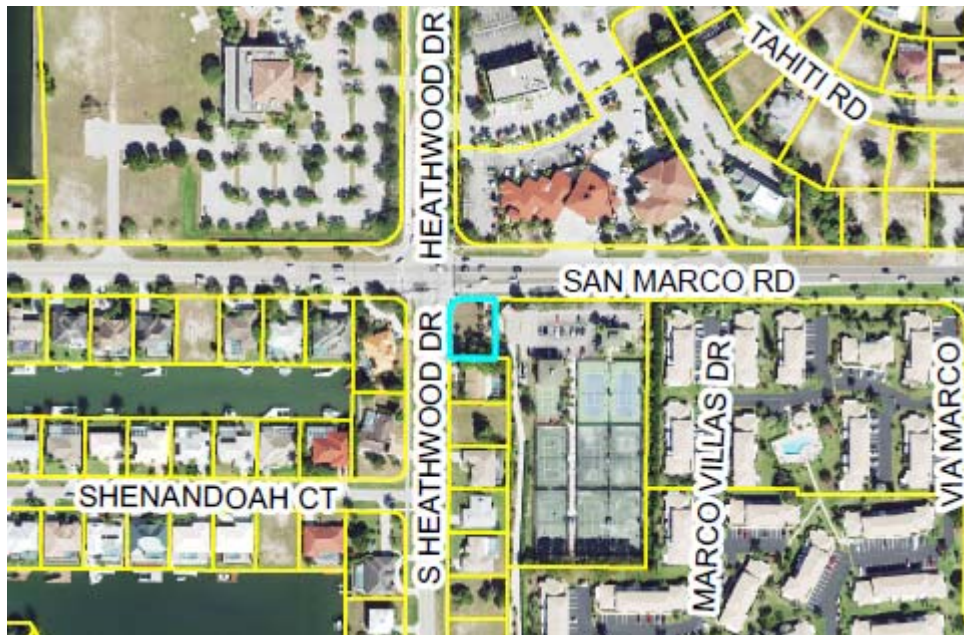 HEATHWOOD DR
TAHITI RD
SAN MARCO RD
S HEATHWOOD DR
MARCO VILLAS DR
VIA MARCO
SHENANDOAH CT